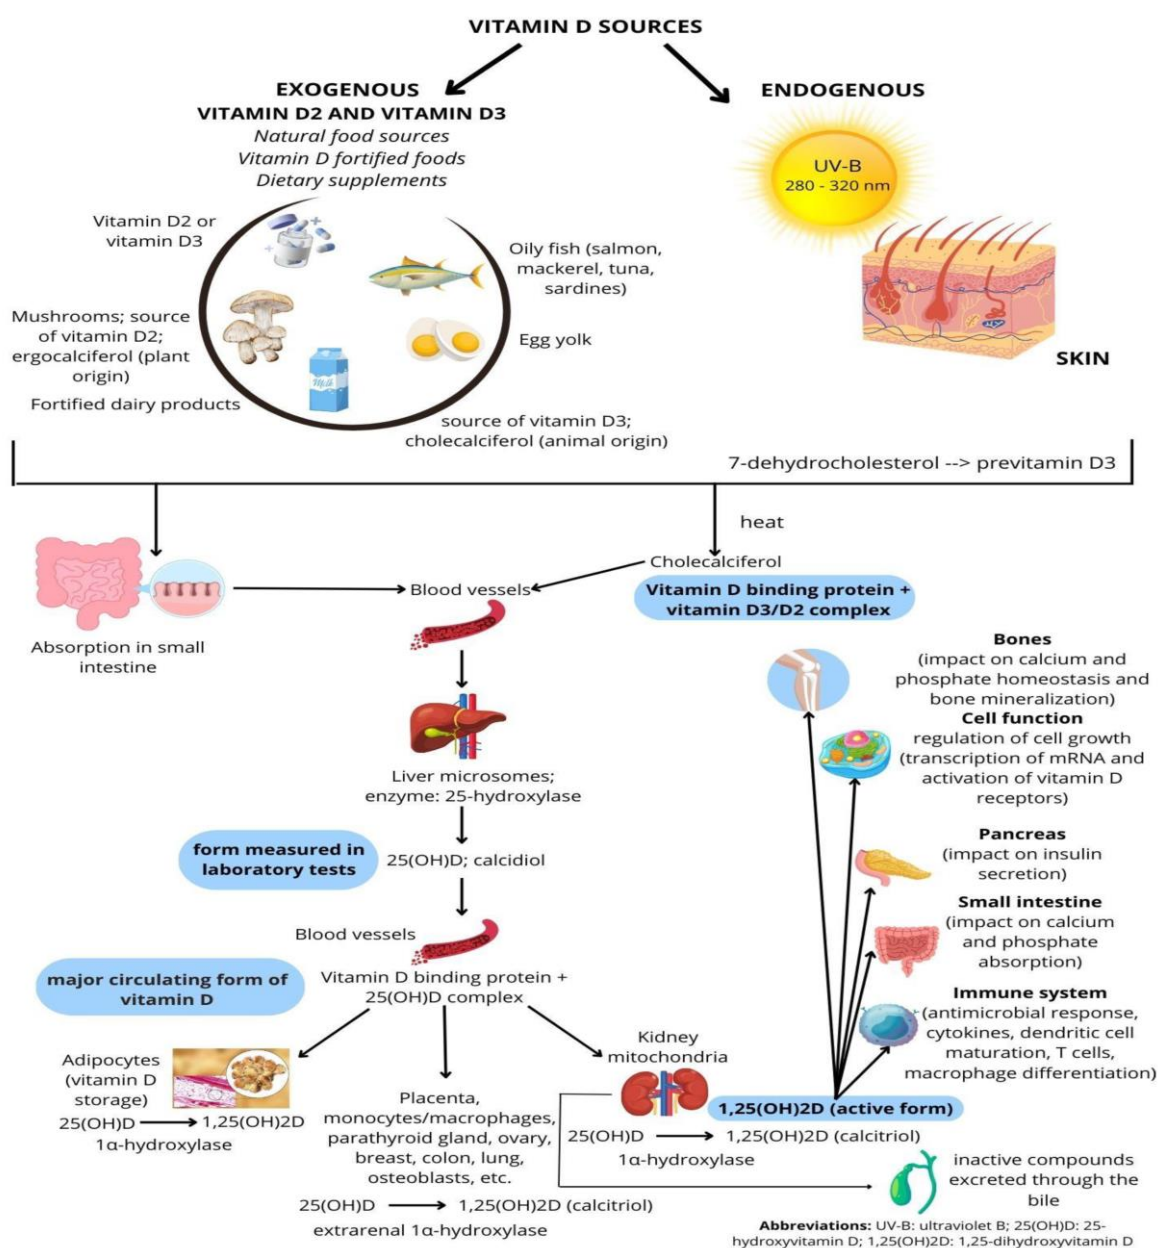 VITAMIN D SOURCES
EXOGENOUS
VITAMIN D2 AND VITAMIN D3
Natural food sources
Vitamin D fortified foods
Dietary supplements
ENDOGENOUS
UV-B
280 - 320 nm
Vitamin D2 or
vitamin D3
Oily fish (salmon,
mackerel, tuna,
sardines)
Mushrooms; source
of vitamin D2;
ergocalciferol (plant
origin)
Egg yolk
Milk
Fortified dairy products
source of vitamin D3;
cholecalciferol (animal origin)
SKIN
7-dehydrocholesterol --> previtamin D3
heat
Absorption in small
intestine
Blood vessels
Cholecalciferol
Vitamin D binding protein +
vitamin D3/D2 complex
Liver microsomes;
enzyme: 25-hydroxylase
form measured in
laboratory tests
25(OH)D; calcidiol
Blood vessels
Vitamin D binding protein +
25(OH)D complex
major circulating form of
vitamin D
Adipocytes
(vitamin D
storage)
25(OH)D
1,25(OH)2D
1α-hydroxylase
Placenta,
monocytes/macrophages,
parathyroid gland, ovary,
breast, colon, lung,
osteoblasts, etc.
25(OH)D
1,25(OH)2D (calcitriol)
extrarenal 1α-hydroxylase
Kidney
mitochondria
1,25(OH)2D (active form)
25(OH)D
1,25(OH)2D (calcitriol)
1α-hydroxylase
Bones
(impact on calcium and
phosphate homeostasis and
bone mineralization)
Cell function
regulation of cell growth
(transcription of mRNA and
activation of vitamin D
receptors)
Pancreas
(impact on insulin
secretion)
Small intestine
(impact on calcium
and phosphate
absorption)
Immune system
(antimicrobial response,
cytokines, dendritic cell
maturation, T cells,
macrophage differentiation)
inactive compounds
excreted through the
bile
Abbreviations: UV-B: ultraviolet B; 25(OH)D: 25-
hydroxyvitamin D; 1,25(OH)2D: 1,25-dihydroxyvitamin D